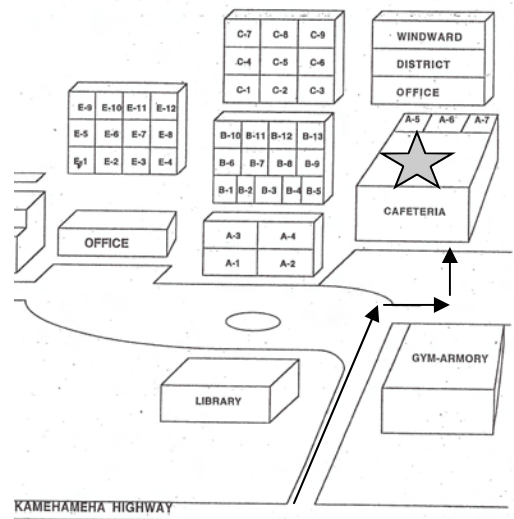 C-7 C-8 C-9
C-4 C-5 C-6
C-1 C-2 C-3
WINDWARD
DISTRICT
OFFICE
E-9 E-10 E-11 E-12
E-5 E-6 E-7 E-8
E-1 E-2 E-3 E-4
B-10 B-11 B-12 B-13
B-6 B-7 B-8 B-9
B-1 B-2 B-3 B-4 B-5
A-5 A-6 A-7
CAFETERIA
OFFICE
A-3 A-4
A-1 A-2
GYM-ARMORY
LIBRARY
KAMEHAMEHA HIGHWAY